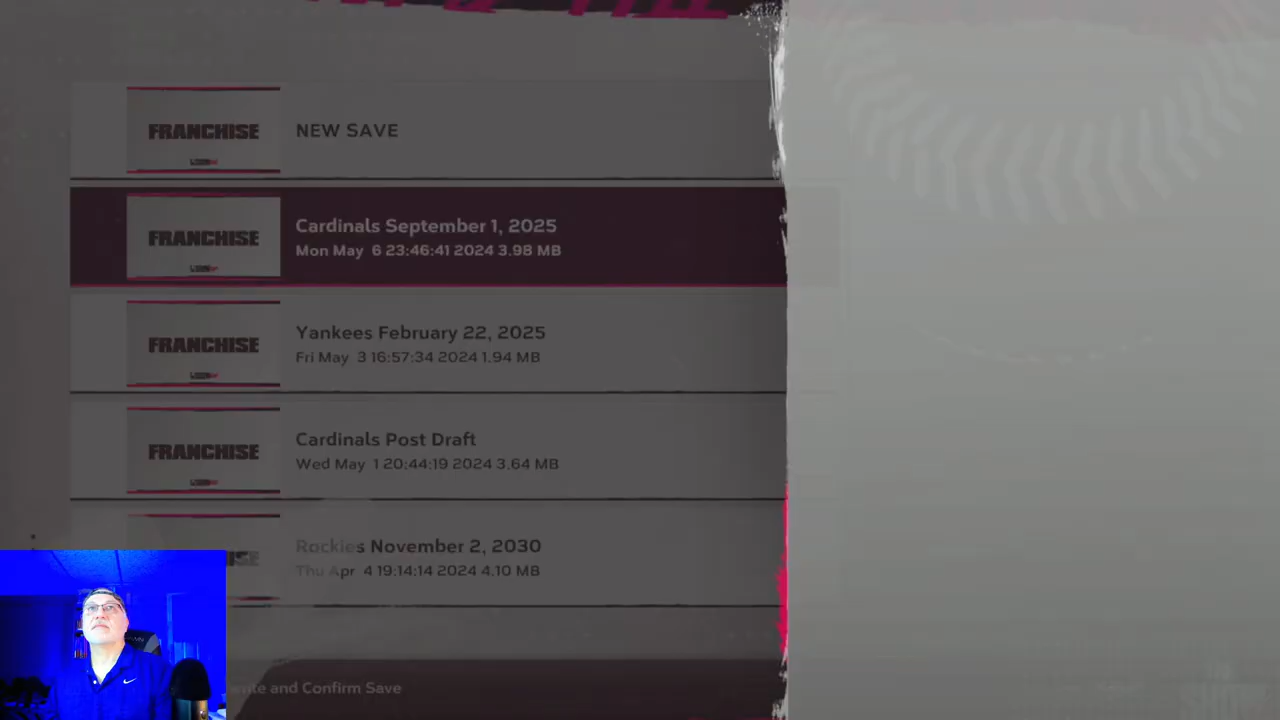 FRANCHISE
NEW SAVE
FRANCHISE
Cardinals September 1, 2025
Mon May 6 23:46:41 2024 3.98 MB
FRANCHISE
Yankees February 22, 2025
Fri May 3 16:57:34 2024 1.94 MB
FRANCHISE
Cardinals Post Draft
Wed May 1 20:44:19 2024 3.64 MB
Rockies November 2, 2030
Thu Apr 4 19:14:14 2024 4.10 MB
and Confirm Save
SHOW